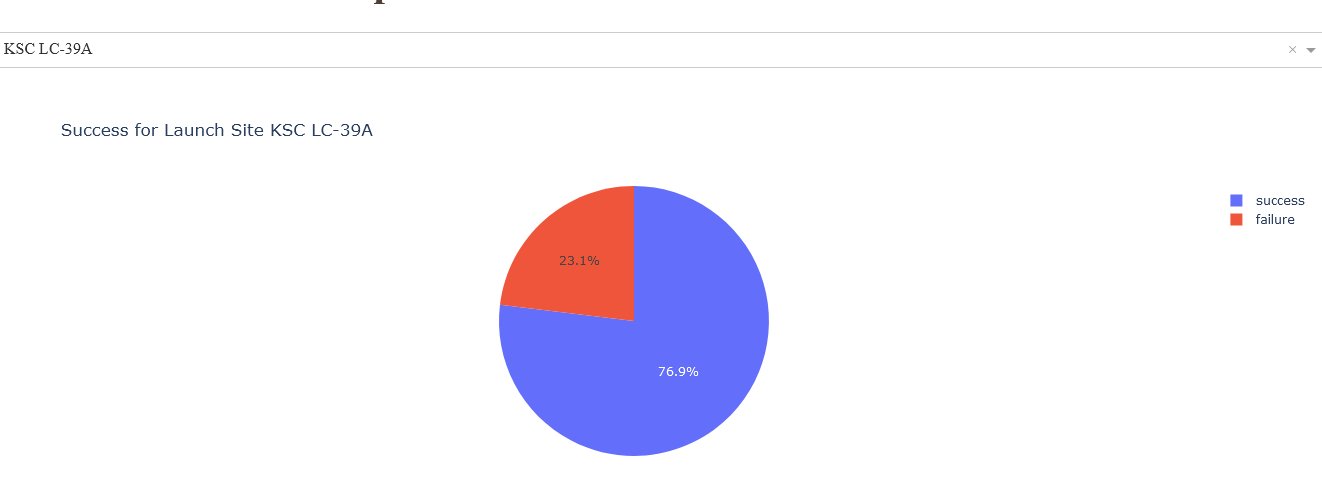 KSC LC-39A
Success for Launch Site KSC LC-39A
success
failure
23.1%
76.9%